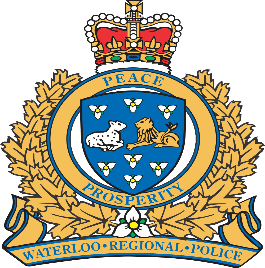 PEACE
PROSPERITY
WATERLOO • REGIONAL • POLICE